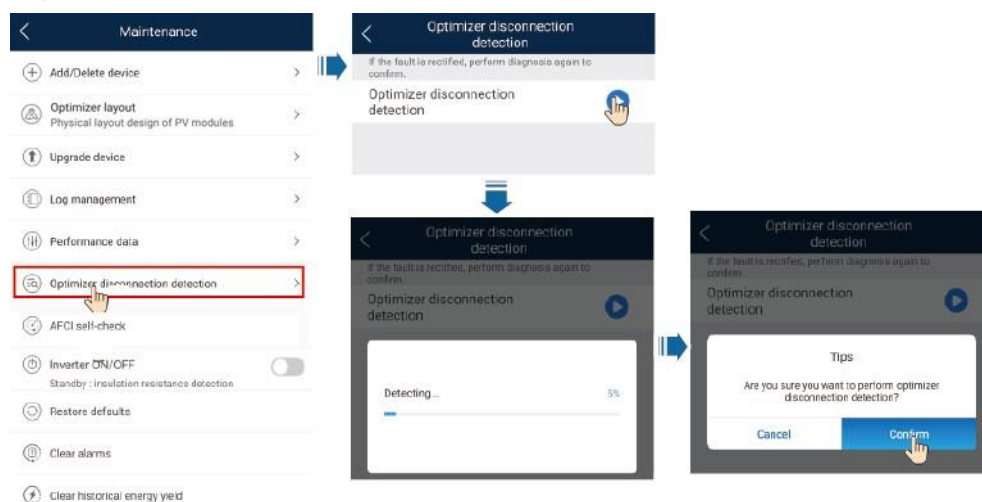 Maintenance
Add/Delete device
Optimizer layout
Physical layout design of PV modules
Upgrade device
Log management
Performance data
Optimizer disconnection detection
AFCI self-check
Inverter ON/OFF
Standby : insulation resistance detection
Restore defaults
Clear alarms
Clear historical energy yield
Optimizer disconnection
detection
If the fault is rectified, perform diagnosis again to
confirm.
Optimizer disconnection
detection
Optimizer disconnection
detection
If the fault is rectified, perform diagnosis again to
confirm.
Optimizer disconnection
detection
Detecting...
5%
Optimizer disconnection
detection
If the fault is rectified, perform diagnosis again to
confirm.
Optimizer disconnection
detection
Tips
Are you sure you want to perform optimizer
disconnection detection?
Cancel
Confirm